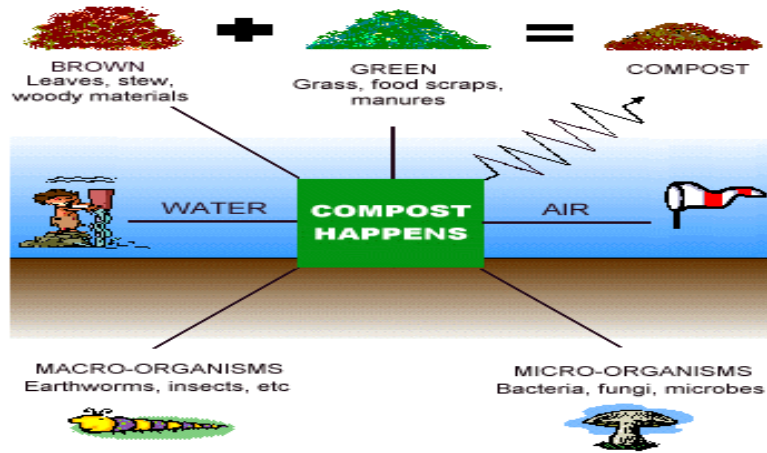 BROWN
Leaves, stew,
woody materials
GREEN
Grass, food scraps,
manures
COMPOST
WATER
COMPOST
HAPPENS
AIR
MACRO-ORGANISMS
Earthworms, insects, etc
MICRO-ORGANISMS
Bacteria, fungi, microbes